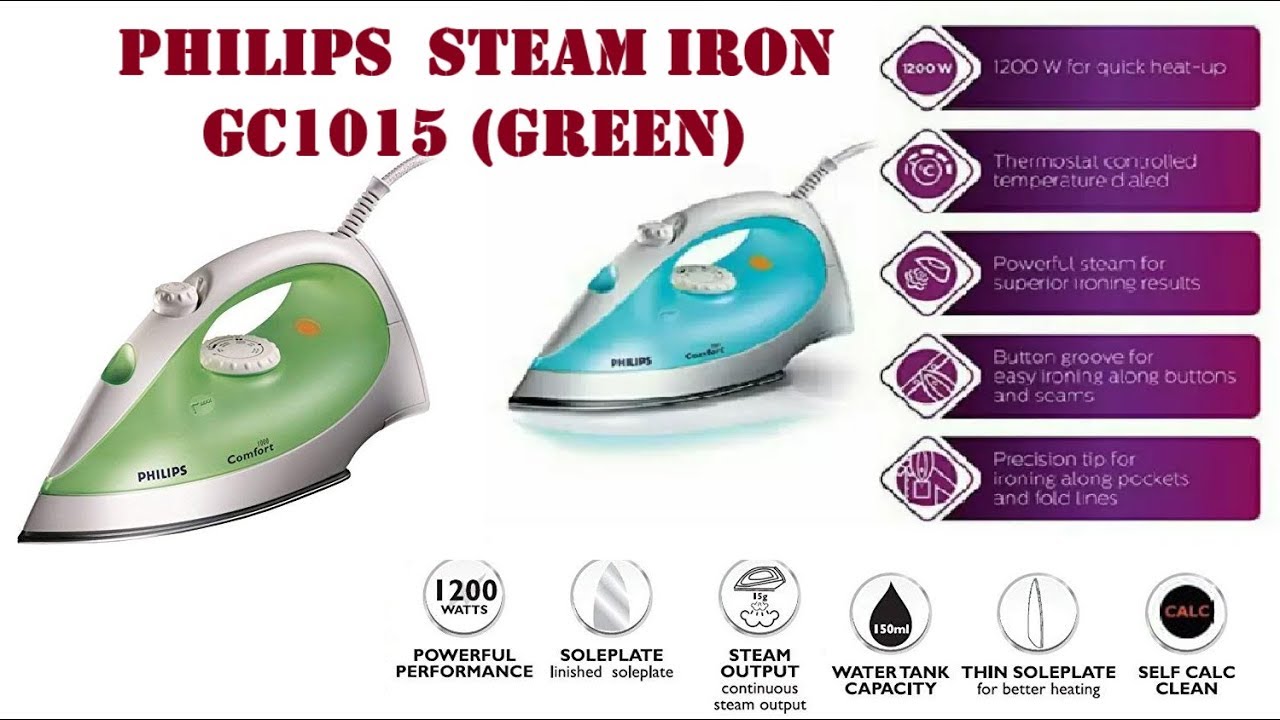 PHILIPS STEAM IRON
GC1015 (GREEN)
1200 W
1200 W for quick heat-up
°C
Thermostat controlled
temperature dialed
Powerful steam for
superior ironing results
Button groove for
easy ironing along buttons
and seams
Precision tip for
ironing along pockets
and fold lines
PHILIPS
1000
Comfort
PHILIPS
Comfort
1200
WATTS
POWERFUL
PERFORMANCE
SOLEPLATE
linished soleplate
15g
STEAM
OUTPUT
continuous
steam output
150ml
WATER TANK
CAPACITY
THIN SOLEPLATE
for better heating
CALC
SELF CALC
CLEAN